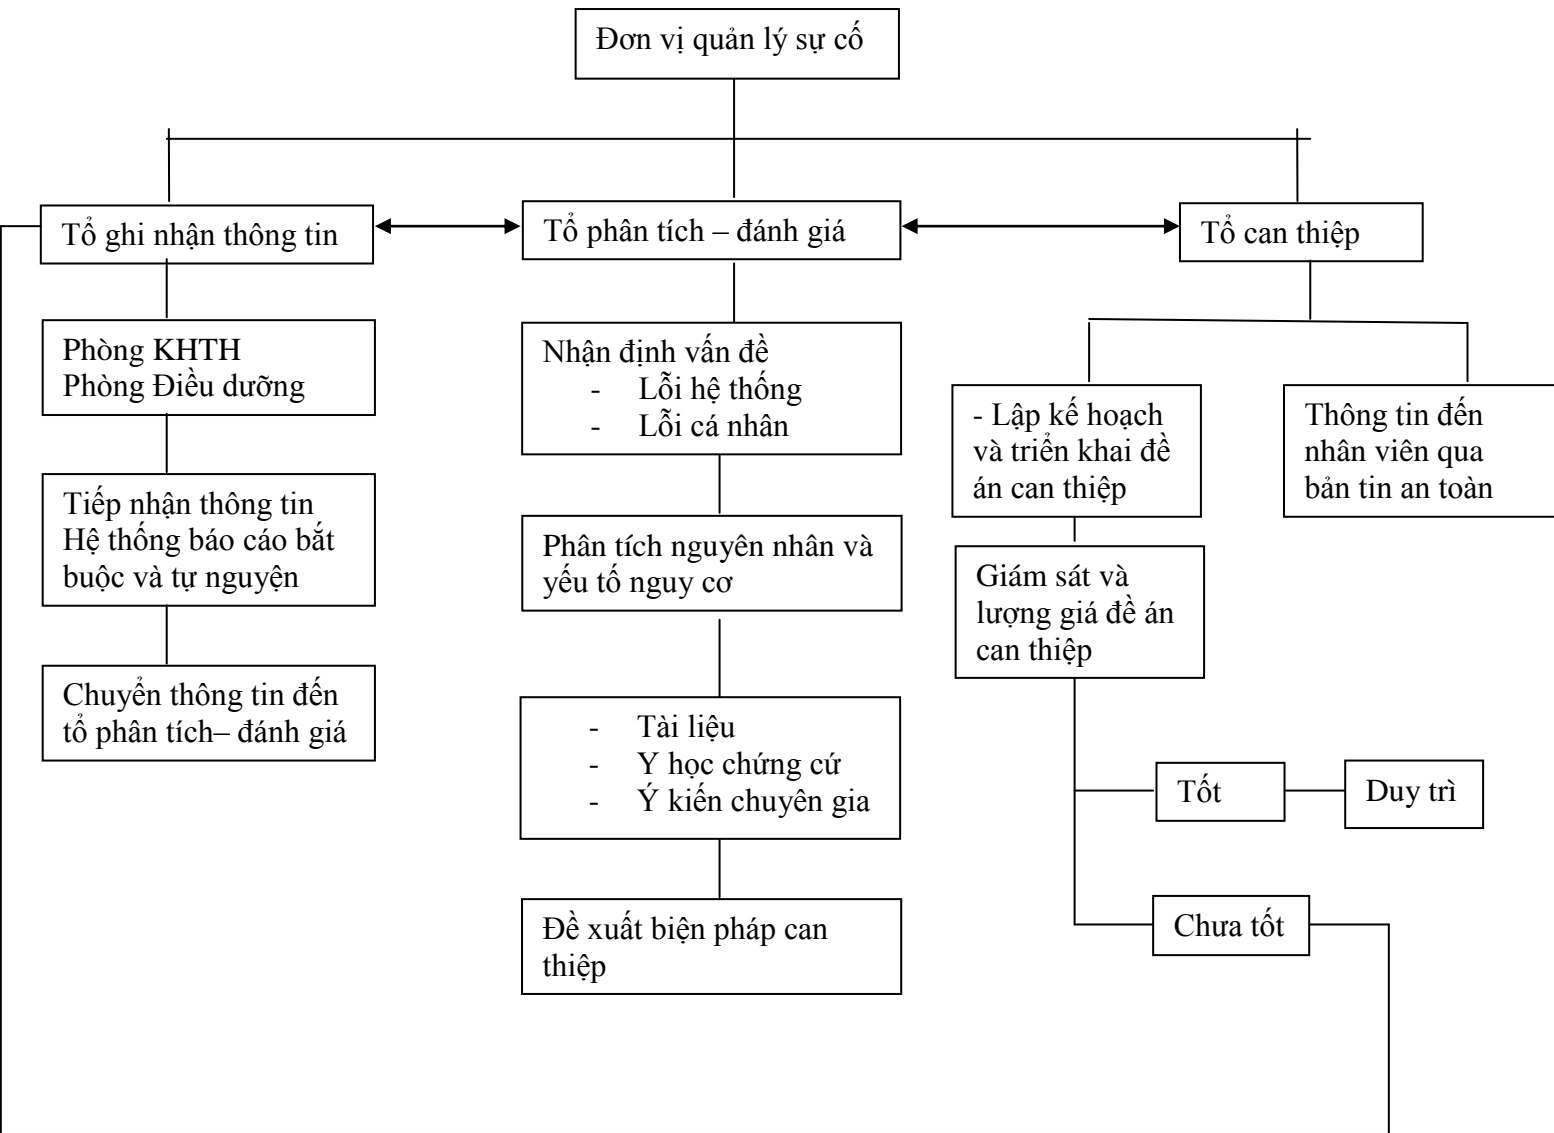 Đơn vị quản lý sự cố
Tổ ghi nhận thông tin
Tổ phân tích – đánh giá
Tổ can thiệp
Phòng KHTH
Phòng Điều dưỡng
Tiếp nhận thông tin
Hệ thống báo cáo bắt
buộc và tự nguyện
Chuyển thông tin đến
tổ phân tích– đánh giá
Nhận định vấn đề
- Lỗi hệ thống
- Lỗi cá nhân
Phân tích nguyên nhân và
yếu tố nguy cơ
- Tài liệu
- Y học chứng cứ
- Ý kiến chuyên gia
Đề xuất biện pháp can
thiệp
- Lập kế hoạch
và triển khai đề
án can thiệp
Thông tin đến
nhân viên qua
bản tin an toàn
Giám sát và
lượng giá đề án
can thiệp
Tốt
Duy trì
Chưa tốt